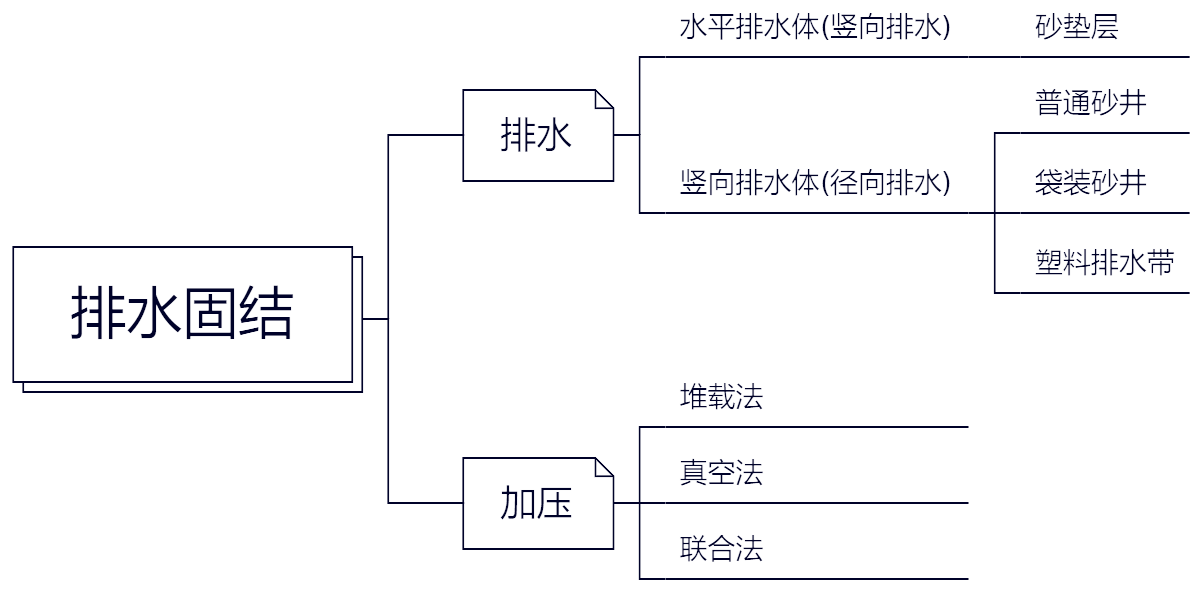 排水固结
排水
水平排水体(竖向排水)
砂垫层
竖向排水体(径向排水)
普通砂井
袋装砂井
塑料排水带
加压
堆载法
真空法
联合法